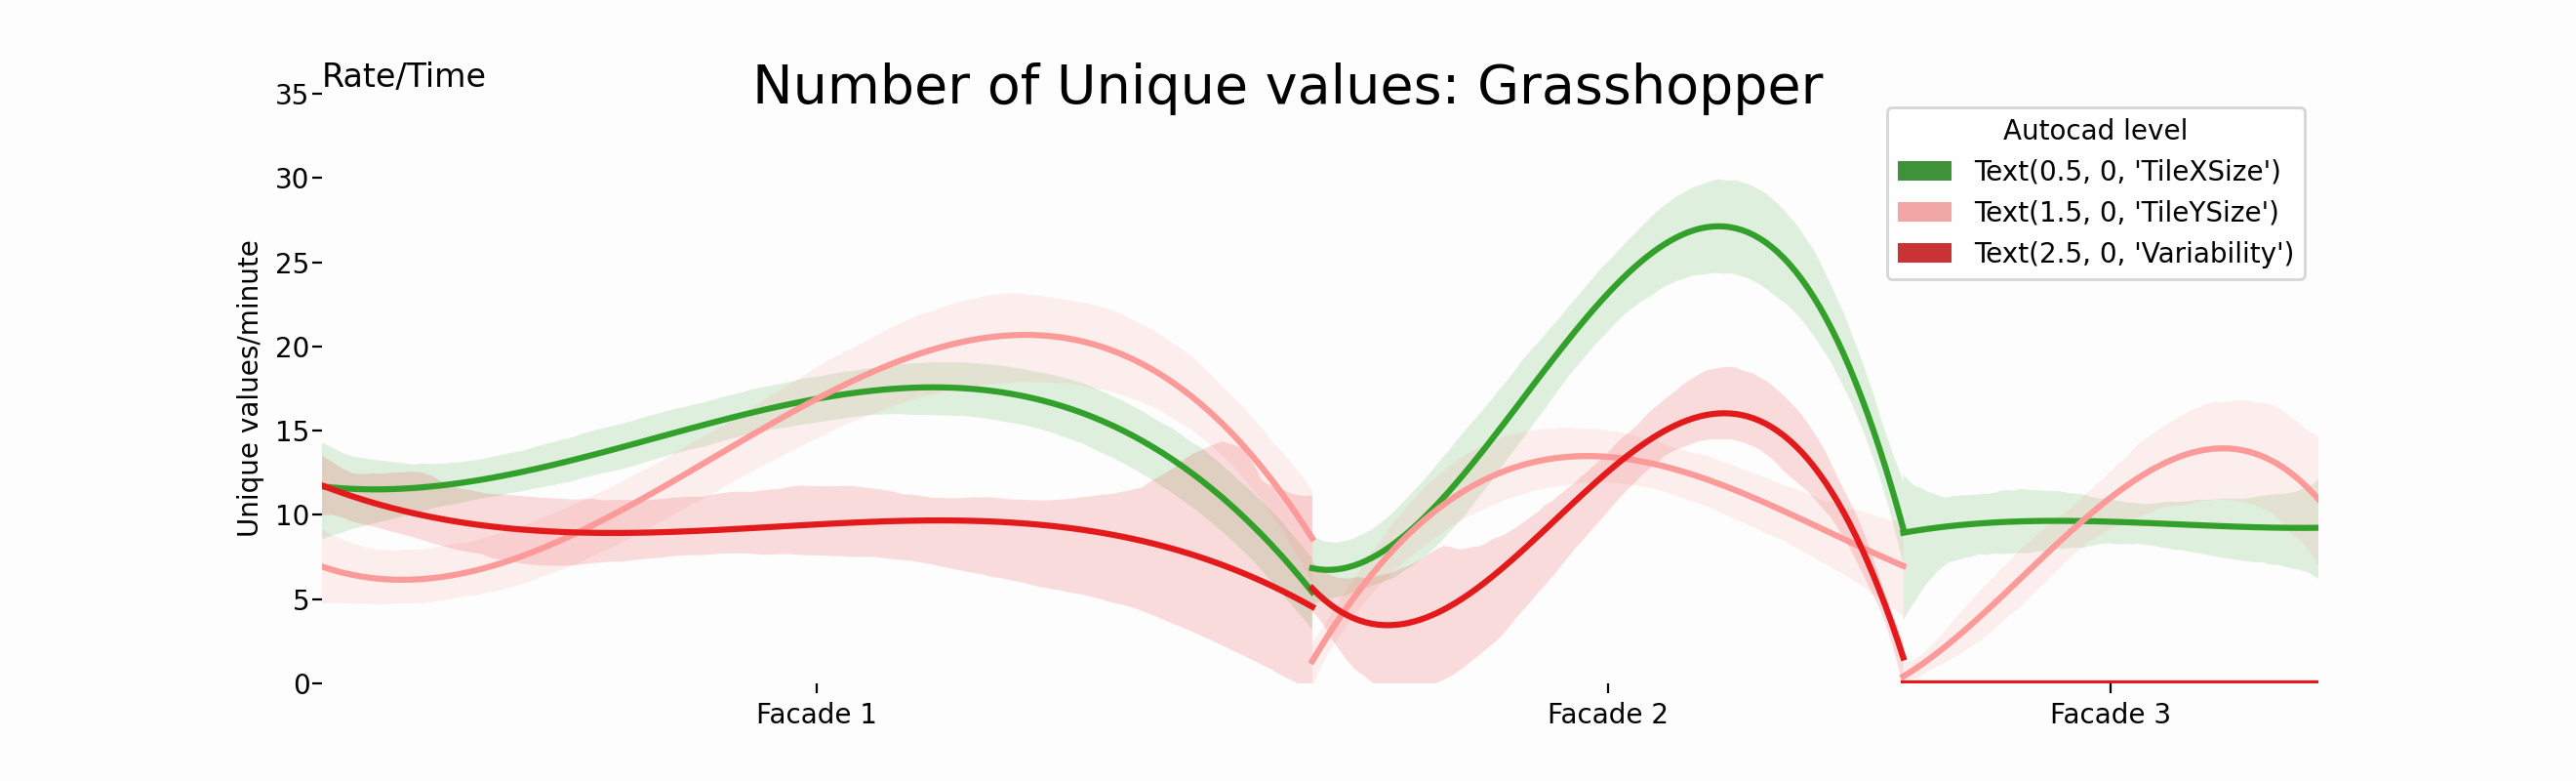 Rate/Time
Number of Unique values: Grasshopper
Unique values/minute
35
30
25
20
15
10
5
0
Autocad level
Text(0.5, 0, 'TileXSize')
Text(1.5, 0, 'TileYSize')
Text(2.5, 0, 'Variability')
Facade 1
Facade 2
Facade 3